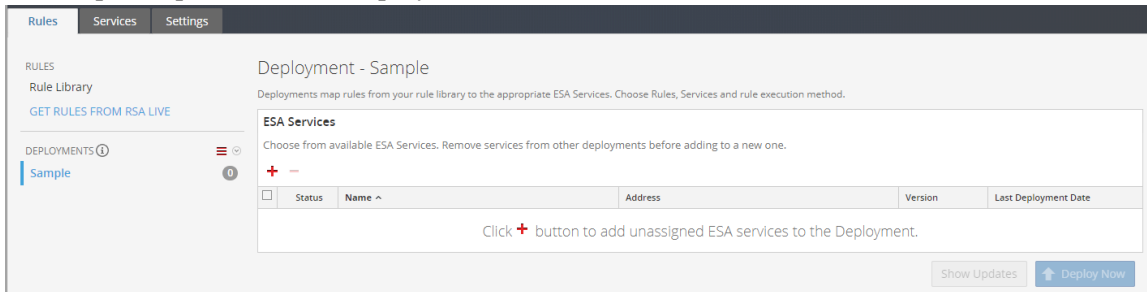 Rules Services Settings
RULES
Rule Library
GET RULES FROM RSA LIVE
DEPLOYMENTS
Sample 0
Deployment - Sample
Deployments map rules from your rule library to the appropriate ESA Services. Choose Rules, Services and rule execution method.
ESA Services
Choose from available ESA Services. Remove services from other deployments before adding to a new one.
+ −
Status Name Address Version Last Deployment Date
Click + button to add unassigned ESA services to the Deployment.
Show Updates Deploy Now